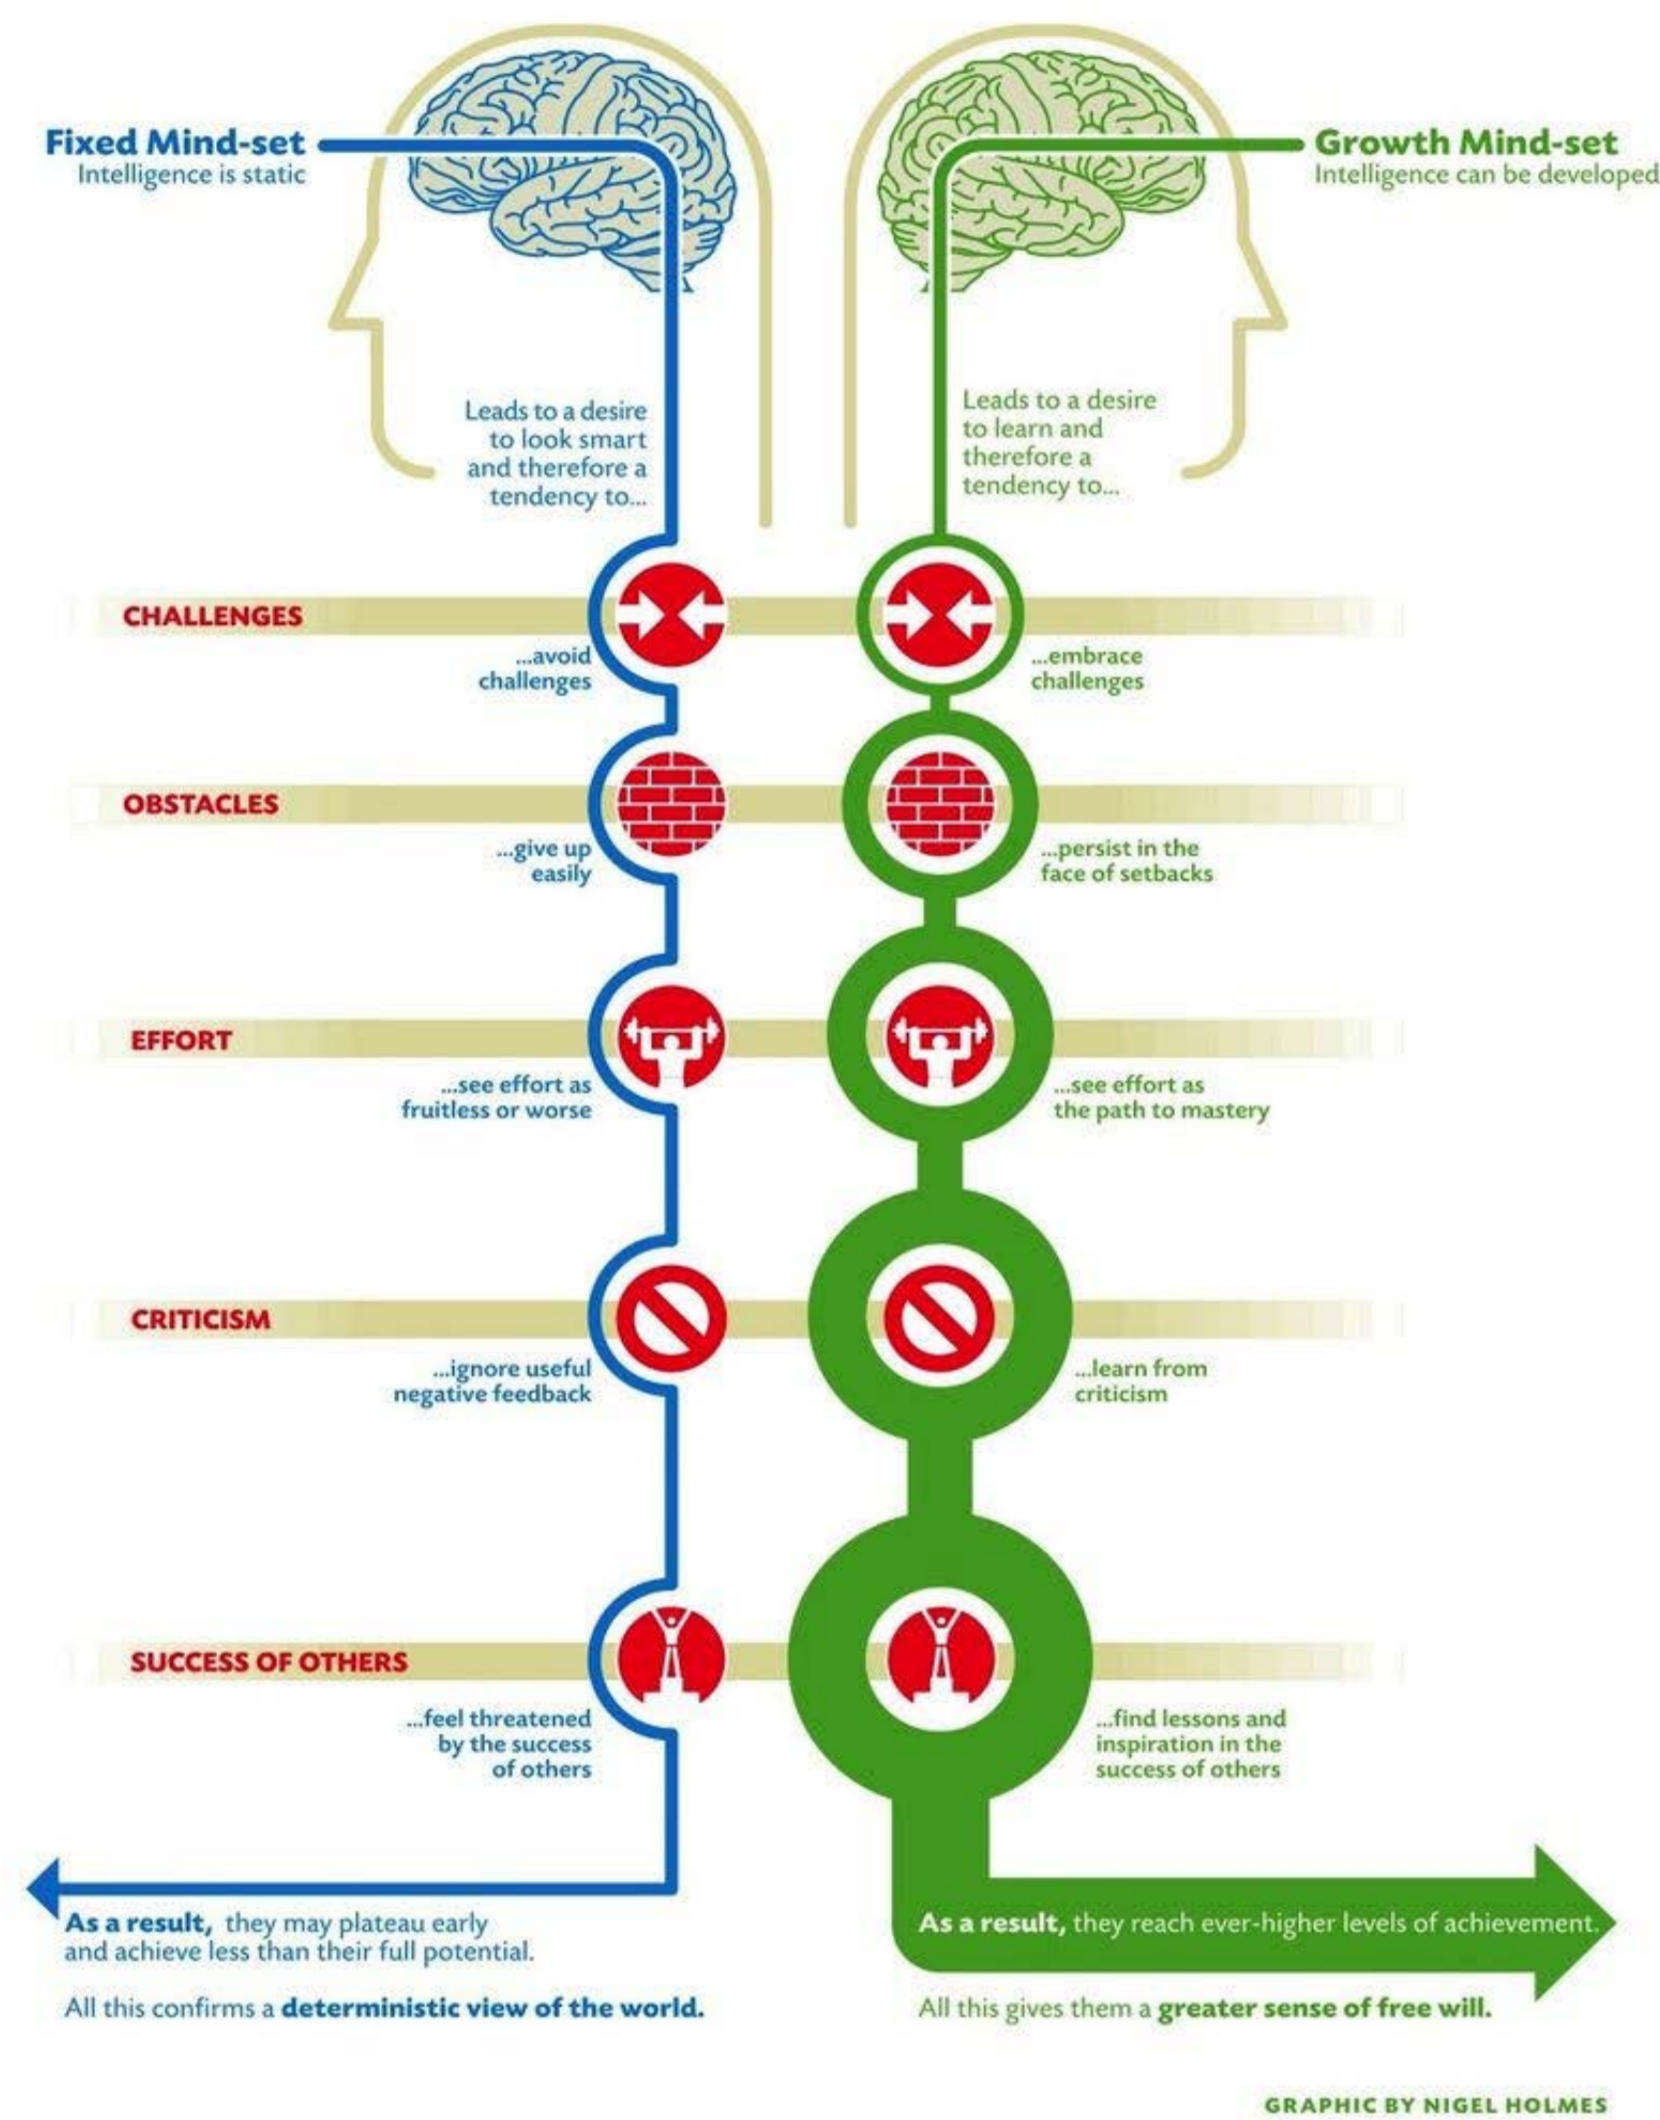 Fixed Mind-set
Intelligence is static
Growth Mind-set
Intelligence can be developed
Leads to a desire
to look smart
and therefore a
tendency to...
Leads to a desire
to learn and
therefore a
tendency to...
CHALLENGES
...avoid
challenges
...embrace
challenges
OBSTACLES
...give up
easily
...persist in the
face of setbacks
EFFORT
...see effort as
fruitless or worse
...see effort as
the path to mastery
CRITICISM
...ignore useful
negative feedback
...learn from
criticism
SUCCESS OF OTHERS
...feel threatened
by the success
of others
...find lessons and
inspiration in the
success of others
As a result, they may plateau early
and achieve less than their full potential.
All this confirms a deterministic view of the world.
As a result, they reach ever-higher levels of achievement.
All this gives them a greater sense of free will.
GRAPHIC BY NIGEL HOLMES